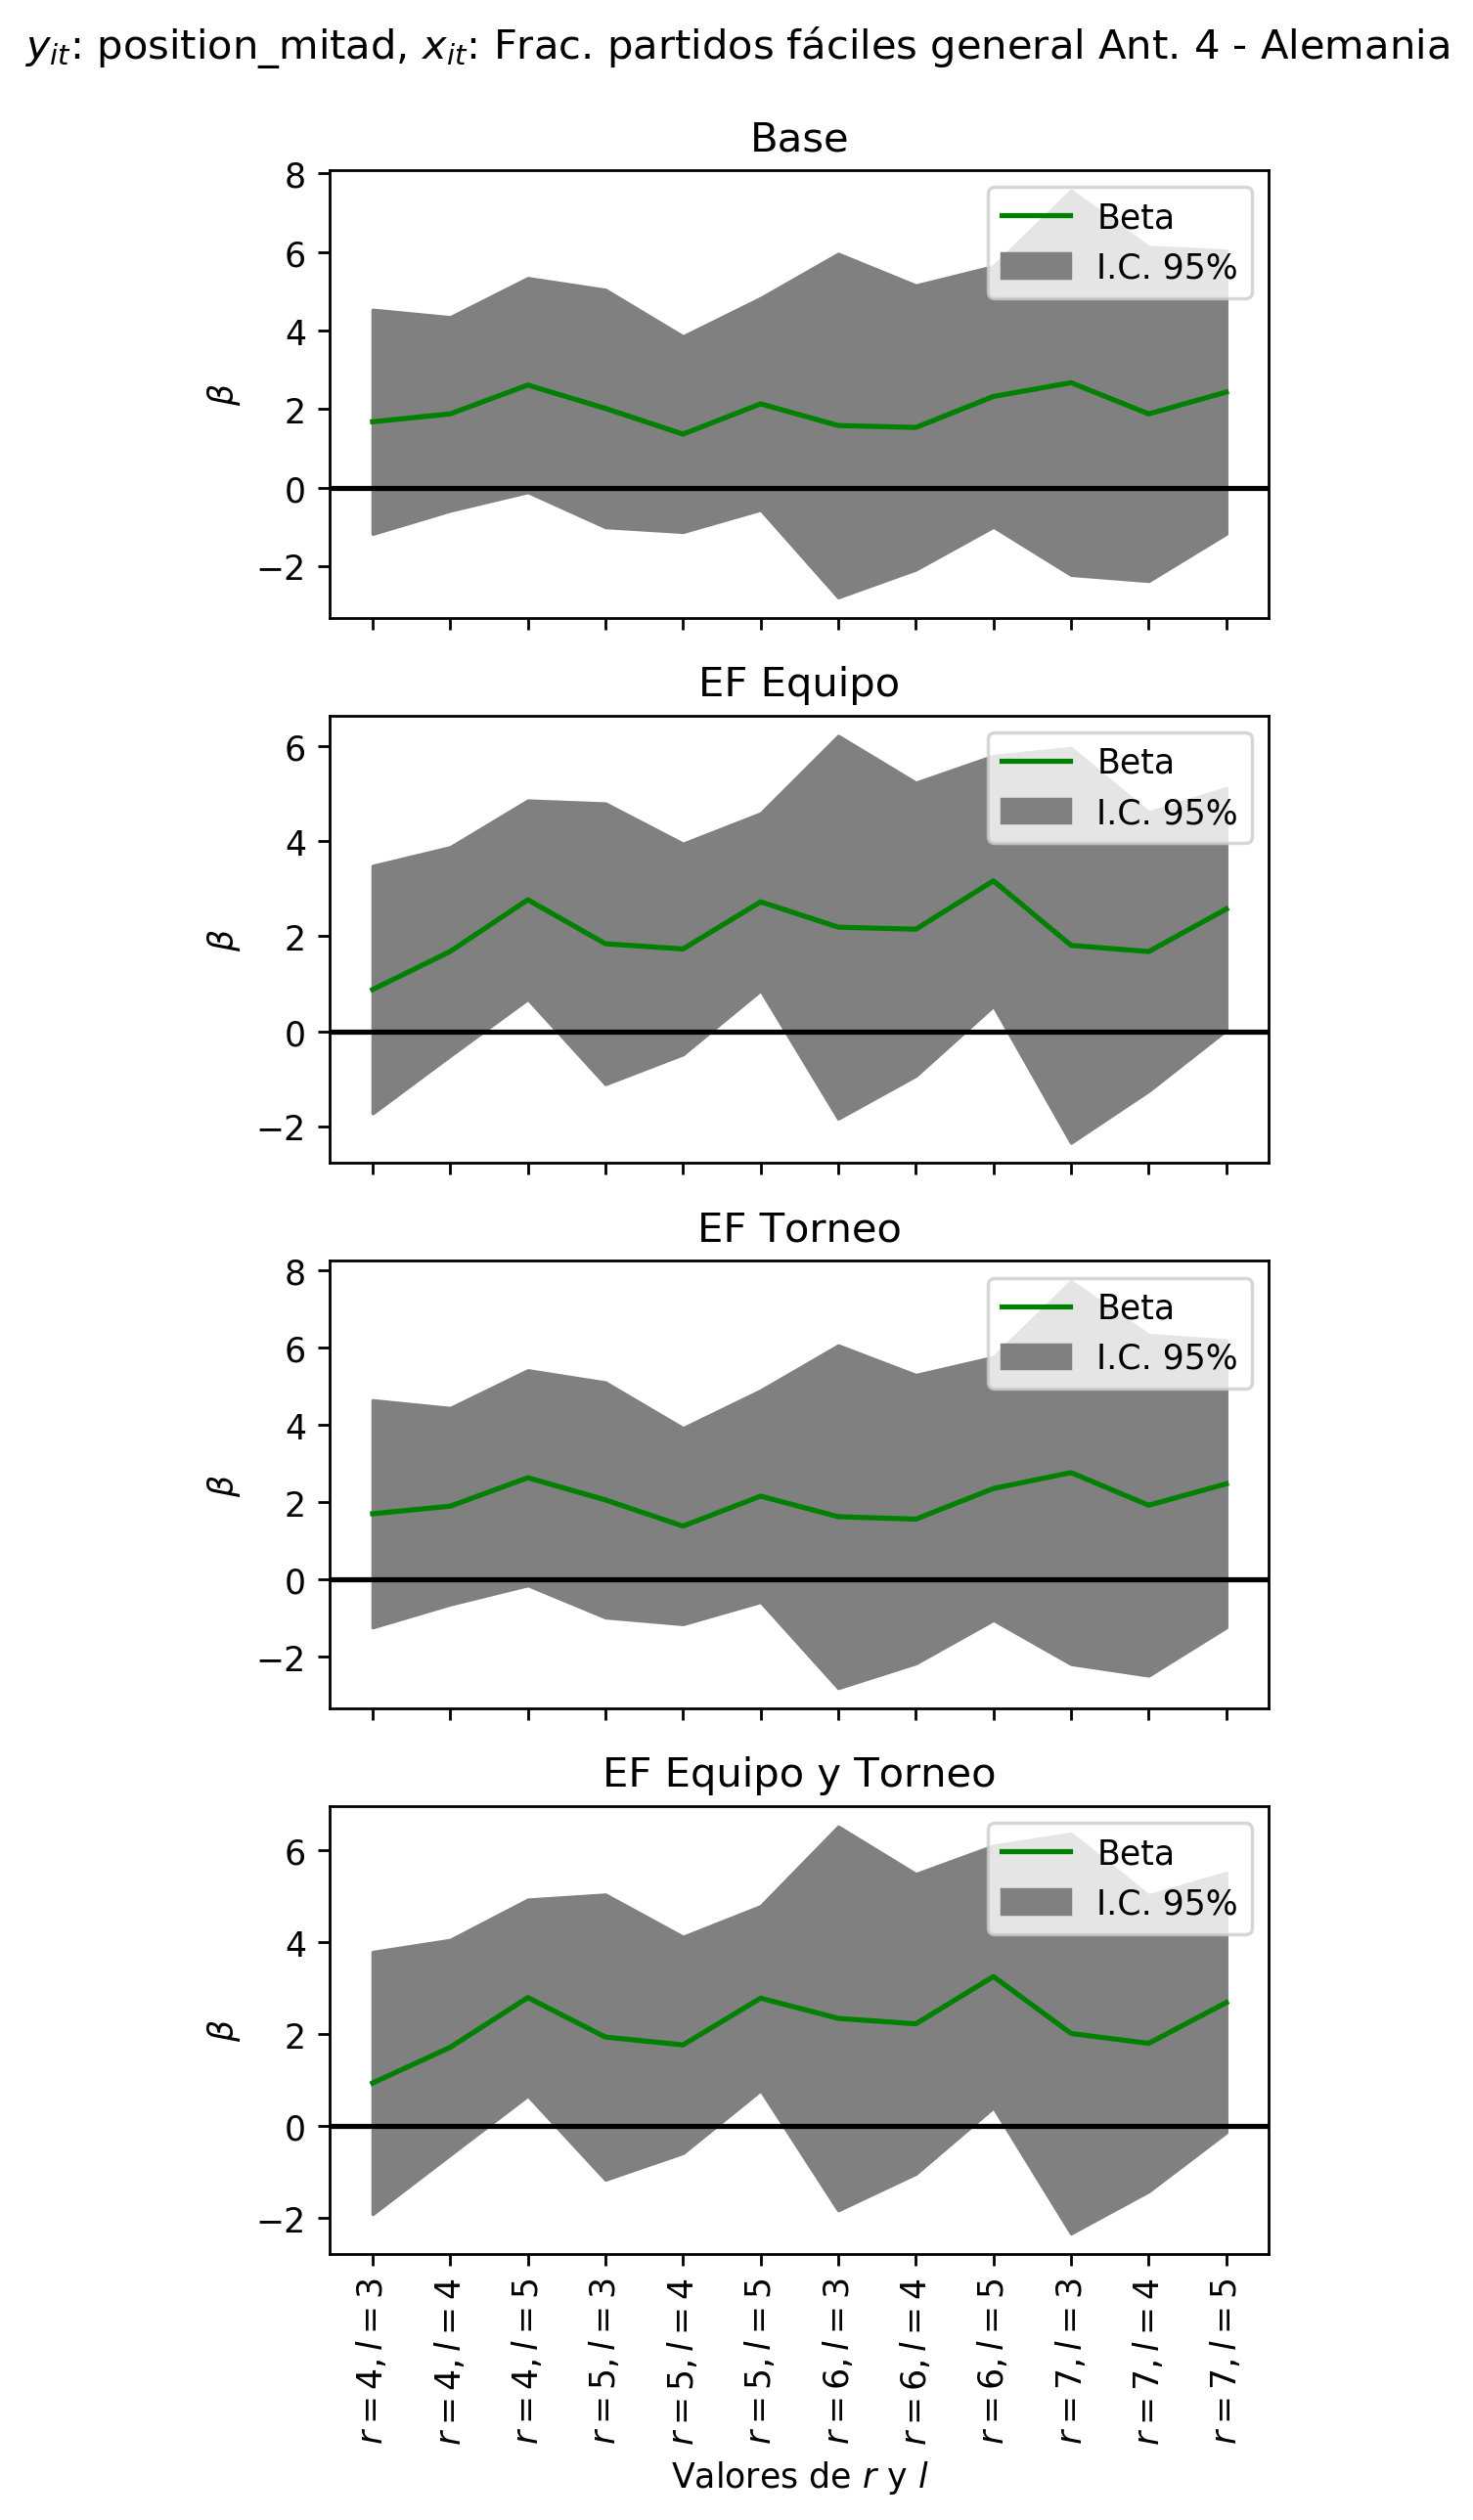 y_it: position_mitad, x_it: Frac. partidos fáciles general Ant. 4 - Alemania
Base
8
6
4
2
0
−2
β
Beta
I.C. 95%
EF Equipo
6
4
2
0
−2
β
Beta
I.C. 95%
EF Torneo
8
6
4
2
0
−2
β
Beta
I.C. 95%
EF Equipo y Torneo
6
4
2
0
−2
β
Beta
I.C. 95%
r = 4, l = 3
r = 4, l = 4
r = 4, l = 5
r = 5, l = 3
r = 5, l = 4
r = 5, l = 5
r = 6, l = 3
r = 6, l = 4
r = 6, l = 5
r = 7, l = 3
r = 7, l = 4
r = 7, l = 5
Valores de r y l